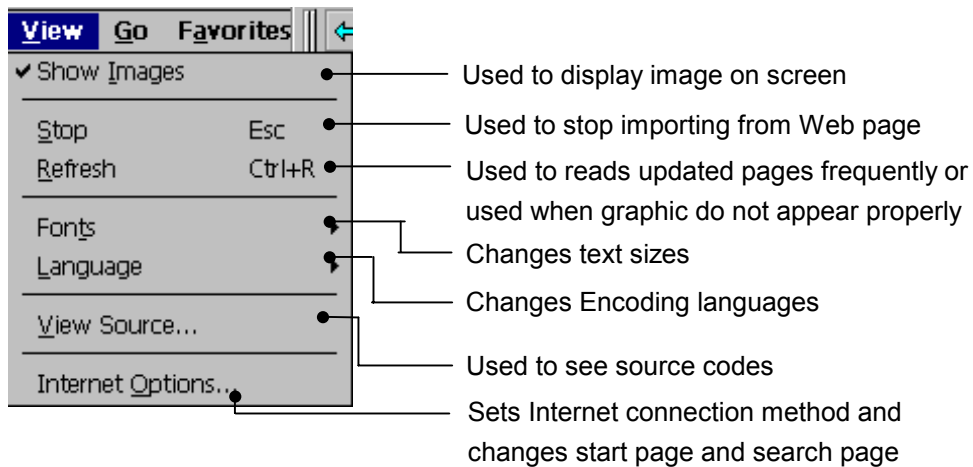 View Go Favorites
Show Images
Used to display image on screen
Stop Esc
Used to stop importing from Web page
Refresh Ctrl+R
Used to reads updated pages frequently or
used when graphic do not appear properly
Fonts
Changes text sizes
Language
Changes Encoding languages
View Source...
Used to see source codes
Internet Options...
Sets Internet connection method and
changes start page and search page